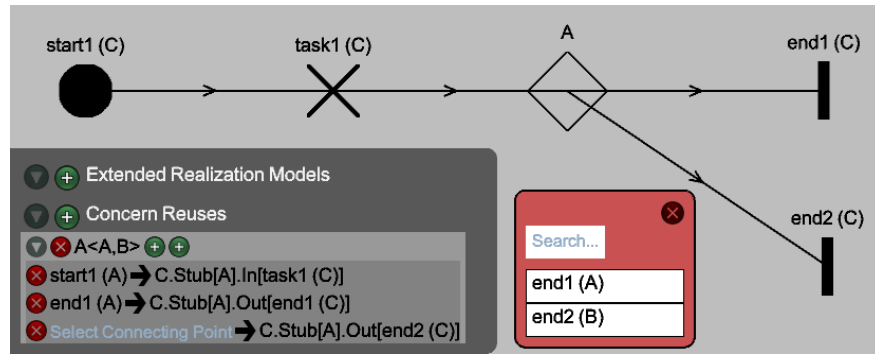 start1 (C)
task1 (C)
A
end1 (C)
end2 (C)
Extended Realization Models
Concern Reuses
A<A,B>
start1 (A)➔C.Stub[A].In[task1 (C)]
end1 (A)➔C.Stub[A].Out[end1 (C)]
Select Connecting Point➔C.Stub[A].Out[end2 (C)]
Search...
end1 (A)
end2 (B)